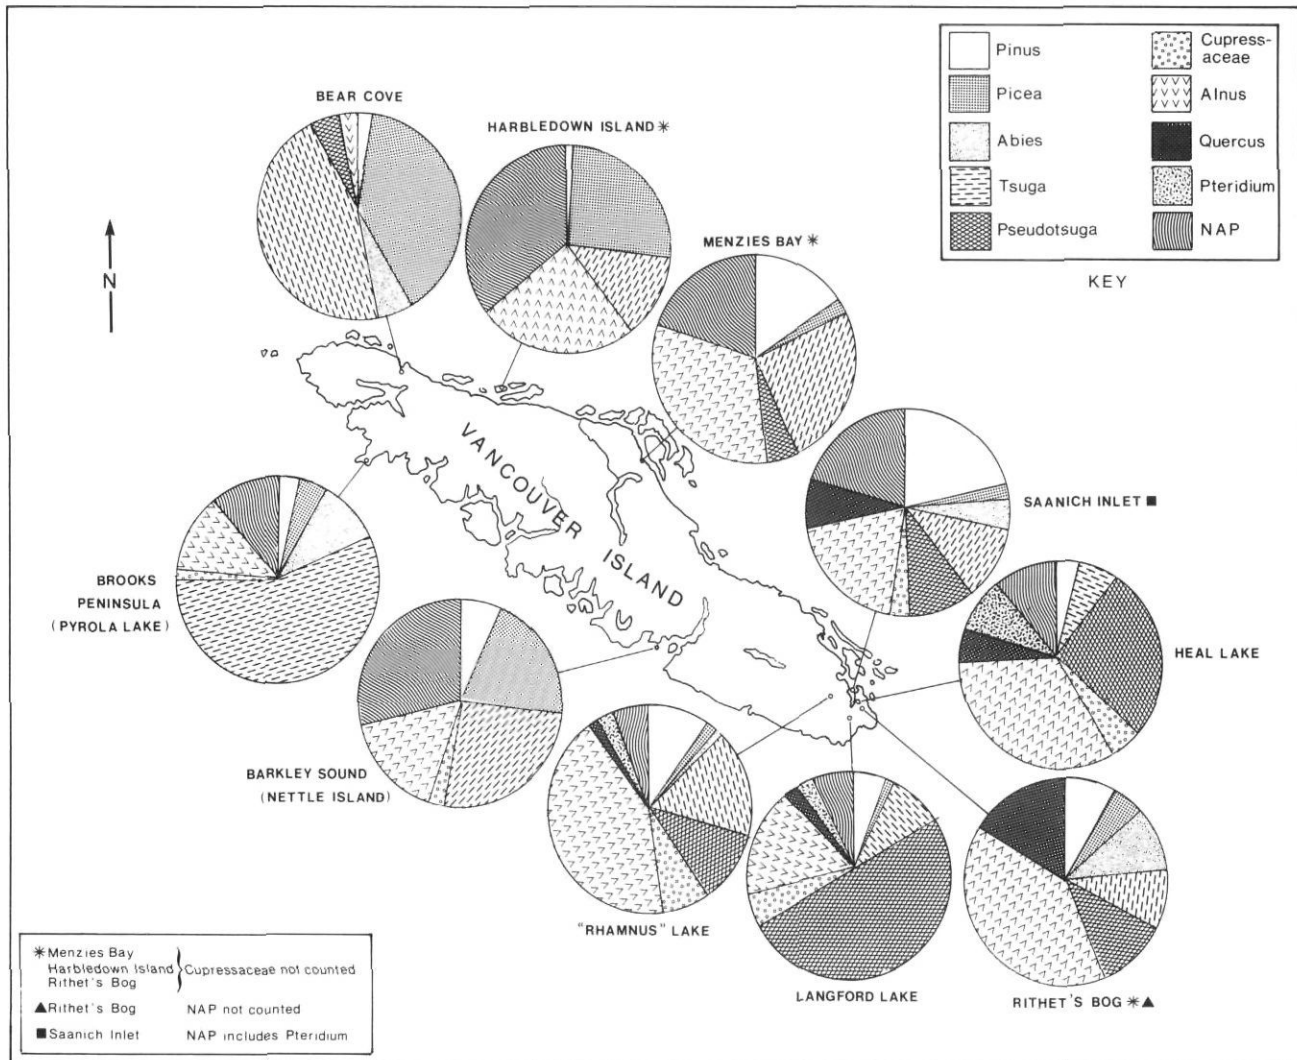 BEAR COVE
HARBLEDOWN ISLAND ✳
MENZIES BAY ✳
Pinus
Picea
Abies
Tsuga
Pseudotsuga
Cupress-
aceae
Alnus
Quercus
Pteridium
NAP
KEY
N
VANCOUVER ISLAND
SAANICH INLET ■
HEAL LAKE
BROOKS
PENINSULA
(PYROLA LAKE)
BARKLEY SOUND
(NETTLE ISLAND)
"RHAMNUS" LAKE
LANGFORD LAKE
RITHET'S BOG ✳▲
✳Menzies Bay
Harbledown Island } Cupressaceae not counted
Rithet's Bog
▲Rithet's Bog NAP not counted
■Saanich Inlet NAP includes Pteridium